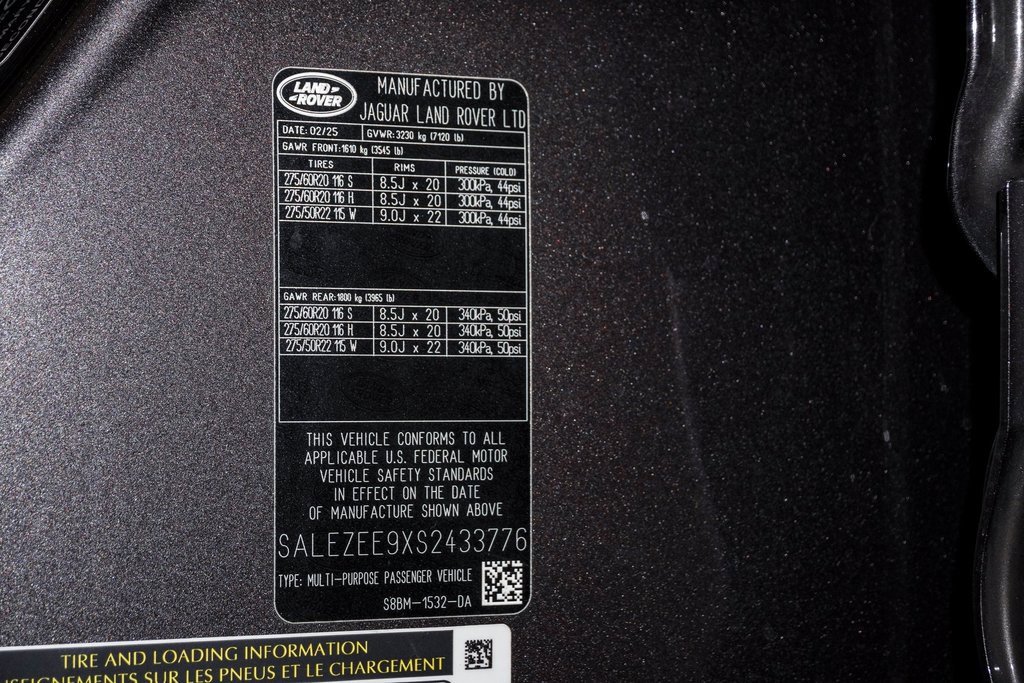 LAND ROVER
MANUFACTURED BY
JAGUAR LAND ROVER LTD
DATE: 02/25 GVWR: 3230 kg (7120 lb)
GAWR FRONT: 1610 kg (3545 lb)
TIRES RIMS PRESSURE (COLD)
275/60R20 116 S 8.5J x 20 300kPa, 44psi
275/60R20 116 H 8.5J x 20 300kPa, 44psi
275/50R22 115 W 9.0J x 22 300kPa, 44psi
GAWR REAR: 1800 kg (3965 lb)
275/60R20 116 S 8.5J x 20 340kPa, 50psi
275/60R20 116 H 8.5J x 20 340kPa, 50psi
275/50R22 115 W 9.0J x 22 340kPa, 50psi
THIS VEHICLE CONFORMS TO ALL
APPLICABLE U.S. FEDERAL MOTOR
VEHICLE SAFETY STANDARDS
IN EFFECT ON THE DATE
OF MANUFACTURE SHOWN ABOVE
SALEZEE9XS2433776
TYPE: MULTI-PURPOSE PASSENGER VEHICLE
S8BM-1532-DA
TIRE AND LOADING INFORMATION
SEIGNEMENTS SUR LES PNEUS ET LE CHARGEMENT